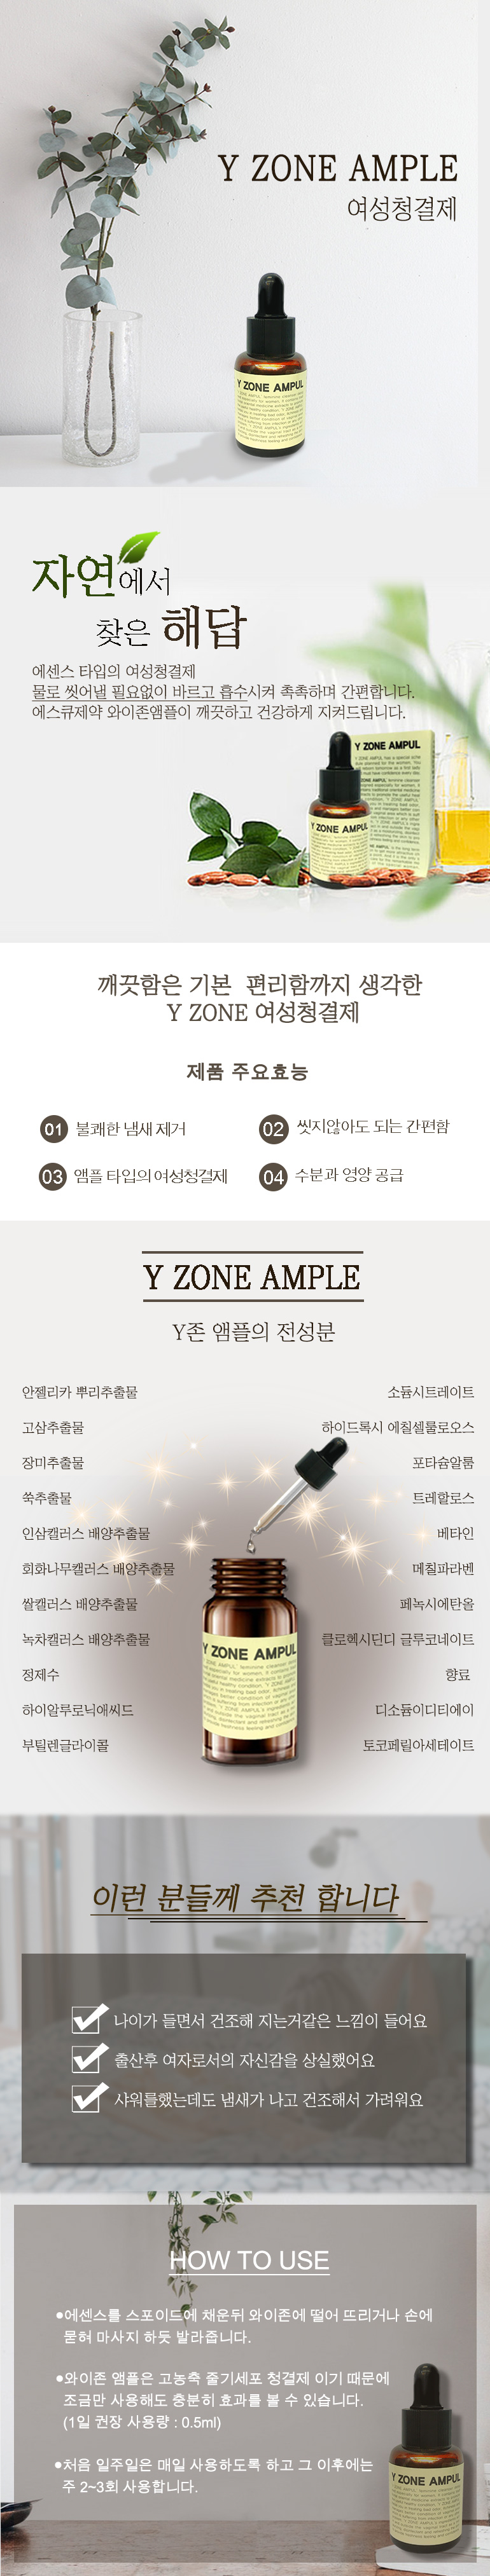 Y ZONE AMPLE
여성청결제
Y ZONE AMPUL
자연에서
찾은 해답
에센스 타입의 여성청결제
물로 씻어낼 필요없이 바르고 흡수시켜 촉촉하며 간편합니다.
에스큐제약 와이존앰플이 깨끗하고 건강하게 지켜드립니다.
Y ZONE AMPUL
Y ZONE AMPUL
깨끗함은 기본 편리함까지 생각한
Y ZONE 여성청결제
제품 주요효능
01 불쾌한 냄새 제거
02 씻지않아도 되는 간편함
03 앰플 타입의 여성청결제
04 수분과 영양 공급
Y ZONE AMPLE
Y존 앰플의 전성분
안젤리카 뿌리추출물
고삼추출물
장미추출물
쑥추출물
인삼캘러스 배양추출물
회화나무캘러스 배양추출물
쌀캘러스 배양추출물
녹차캘러스 배양추출물
정제수
하이알루로닉애씨드
부틸렌글라이콜
소듐시트레이트
하이드록시 에칠셀룰로오스
포타슘알룸
트레할로스
베타인
메칠파라벤
페녹시에탄올
클로헥시딘디 글루코네이트
향료
디소듐이디티에이
토코페릴아세테이트
Y ZONE AMPUL
이런 분들께 추천 합니다
나이가 들면서 건조해 지는거같은 느낌이 들어요
출산후 여자로서의 자신감을 상실했어요
샤워를했는데도 냄새가 나고 건조해서 가려워요
HOW TO USE
●에센스를 스포이드에 채운뒤 와이존에 떨어 뜨리거나 손에
묻혀 마사지 하듯 발라줍니다.
●와이존 앰플은 고농축 줄기세포 청결제 이기 때문에
조금만 사용해도 충분히 효과를 볼 수 있습니다.
(1일 권장 사용량 : 0.5ml)
●처음 일주일은 매일 사용하도록 하고 그 이후에는
주 2~3회 사용합니다.
Y ZONE AMPUL